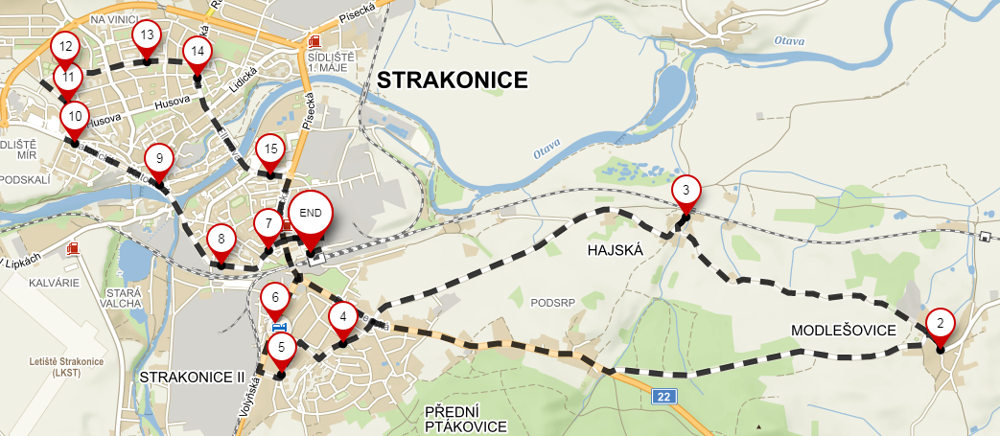 NA VINICI
Písecká
12
13
14
SÍDLIŠTĚ
1. MÁJE
Otava
11
Lidická
STRAKONICE
Husova
Písecká
10
Husova
DLIŠTĚ
MÍR
9
15
Otava
PODSKALÍ
3
7
END
8
HAJSKÁ
V Lipkách
KALVÁRIE
STARÁ
VALCHA
6
4
PODSRP
2
MODLEŠOVICE
5
Letiště Strakonice
(LKST)
STRAKONICE II
Volyňská
22
PŘEDNÍ
PTÁKOVICE